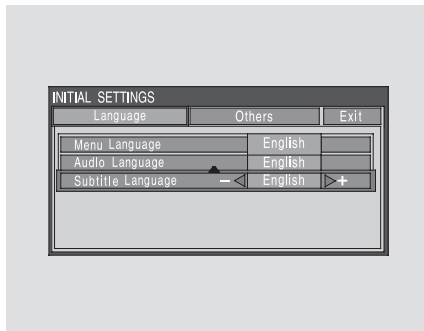 INITIAL SETTINGS
Language Others Exit
Menu Language English
Audio Language English
Subtitle Language − English +